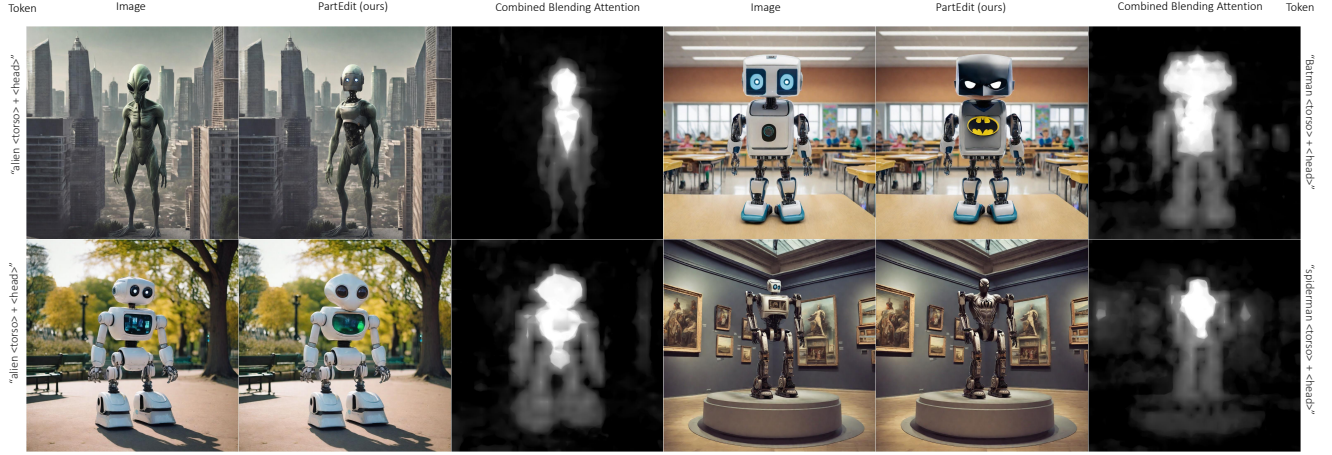 Token Image PartEdit (ours) Combined Blending Attention Image PartEdit (ours) Combined Blending Attention Token
"alien <torso> + <head>"
"Batman <torso> + <head>"
"alien <torso> + <head>"
"spiderman <torso> + <head>"